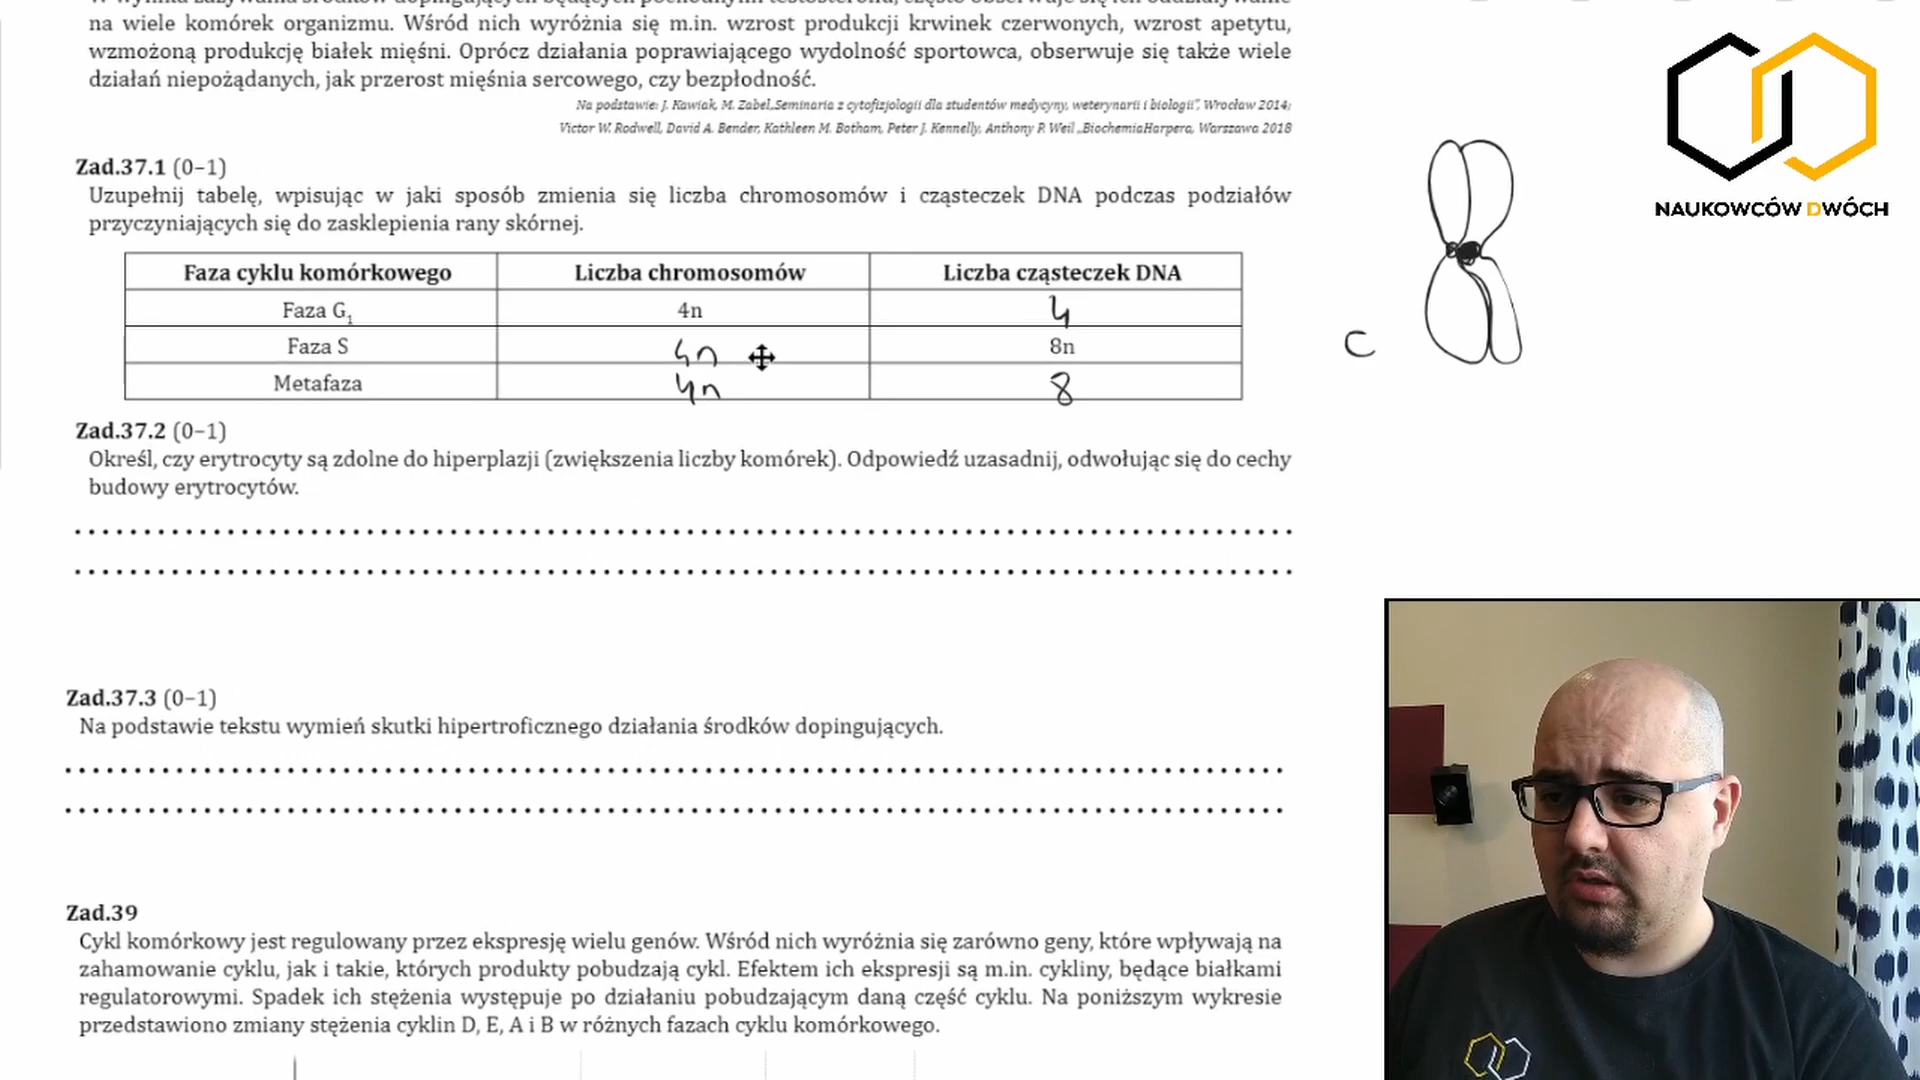 na wiele komórek organizmu. Wśród nich wyróżnia się m.in. wzrost produkcji krwinek czerwonych, wzrost apetytu,
wzmożoną produkcję białek mięśni. Oprócz działania poprawiającego wydolność sportowca, obserwuje się także wiele
działań niepożądanych, jak przerost mięśnia sercowego, czy bezpłodność.
Na podstawie: J. Kawiak, M. Zabel„Seminaria z cytofizjologii dla studentów medycyny, weterynarii i biologii”, Wrocław 2014;
Victor W. Rodwell, David A. Bender, Kathleen M. Botham, Peter J. Kennelly, Anthony P. Weil „BiochemiaHarpera, Warszawa 2018
NAUKOWCÓW DWÓCH
Zad.37.1 (0–1)
Uzupełnij tabelę, wpisując w jaki sposób zmienia się liczba chromosomów i cząsteczek DNA podczas podziałów
przyczyniających się do zasklepienia rany skórnej.
Faza cyklu komórkowego Liczba chromosomów Liczba cząsteczek DNA
Faza G1 4n 4
Faza S 4n 8n
Metafaza 4n 8
C
Zad.37.2 (0–1)
Określ, czy erytrocyty są zdolne do hiperplazji (zwiększenia liczby komórek). Odpowiedź uzasadnij, odwołując się do cechy
budowy erytrocytów.
Zad.37.3 (0–1)
Na podstawie tekstu wymień skutki hipertroficznego działania środków dopingujących.
Zad.39
Cykl komórkowy jest regulowany przez ekspresję wielu genów. Wśród nich wyróżnia się zarówno geny, które wpływają na
zahamowanie cyklu, jak i takie, których produkty pobudzają cykl. Efektem ich ekspresji są m.in. cykliny, będące białkami
regulatorowymi. Spadek ich stężenia występuje po działaniu pobudzającym daną część cyklu. Na poniższym wykresie
przedstawiono zmiany stężenia cyklin D, E, A i B w różnych fazach cyklu komórkowego.